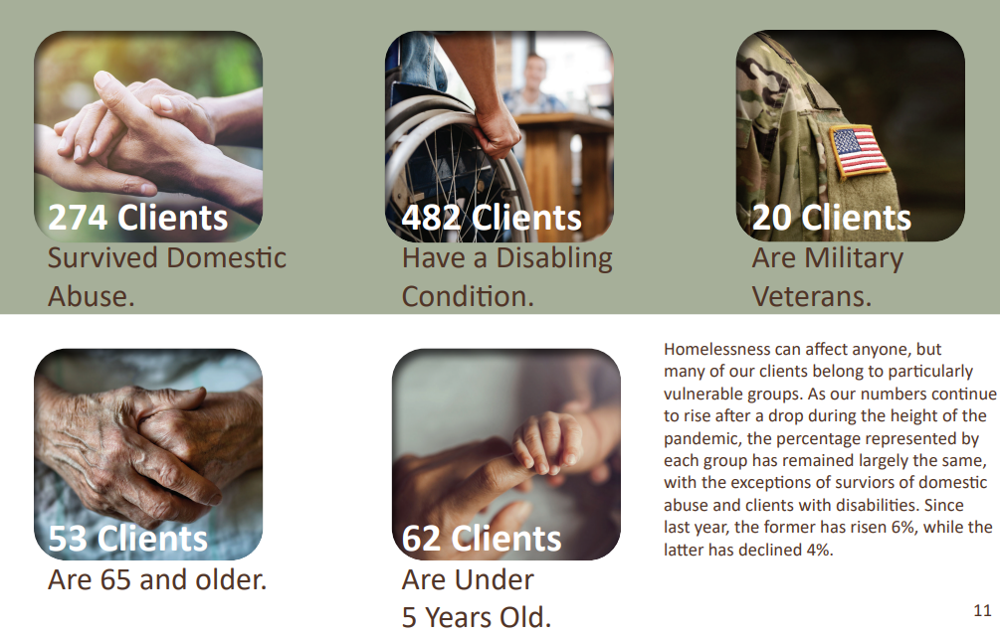 274 Clients
Survived Domestic
Abuse.
482 Clients
Have a Disabling
Condition.
20 Clients
Are Military
Veterans.
53 Clients
Are 65 and older.
62 Clients
Are Under
5 Years Old.
Homelessness can affect anyone, but
many of our clients belong to particularly
vulnerable groups. As our numbers continue
to rise after a drop during the height of the
pandemic, the percentage represented by
each group has remained largely the same,
with the exceptions of surviors of domestic
abuse and clients with disabilities. Since
last year, the former has risen 6%, while the
latter has declined 4%.
11